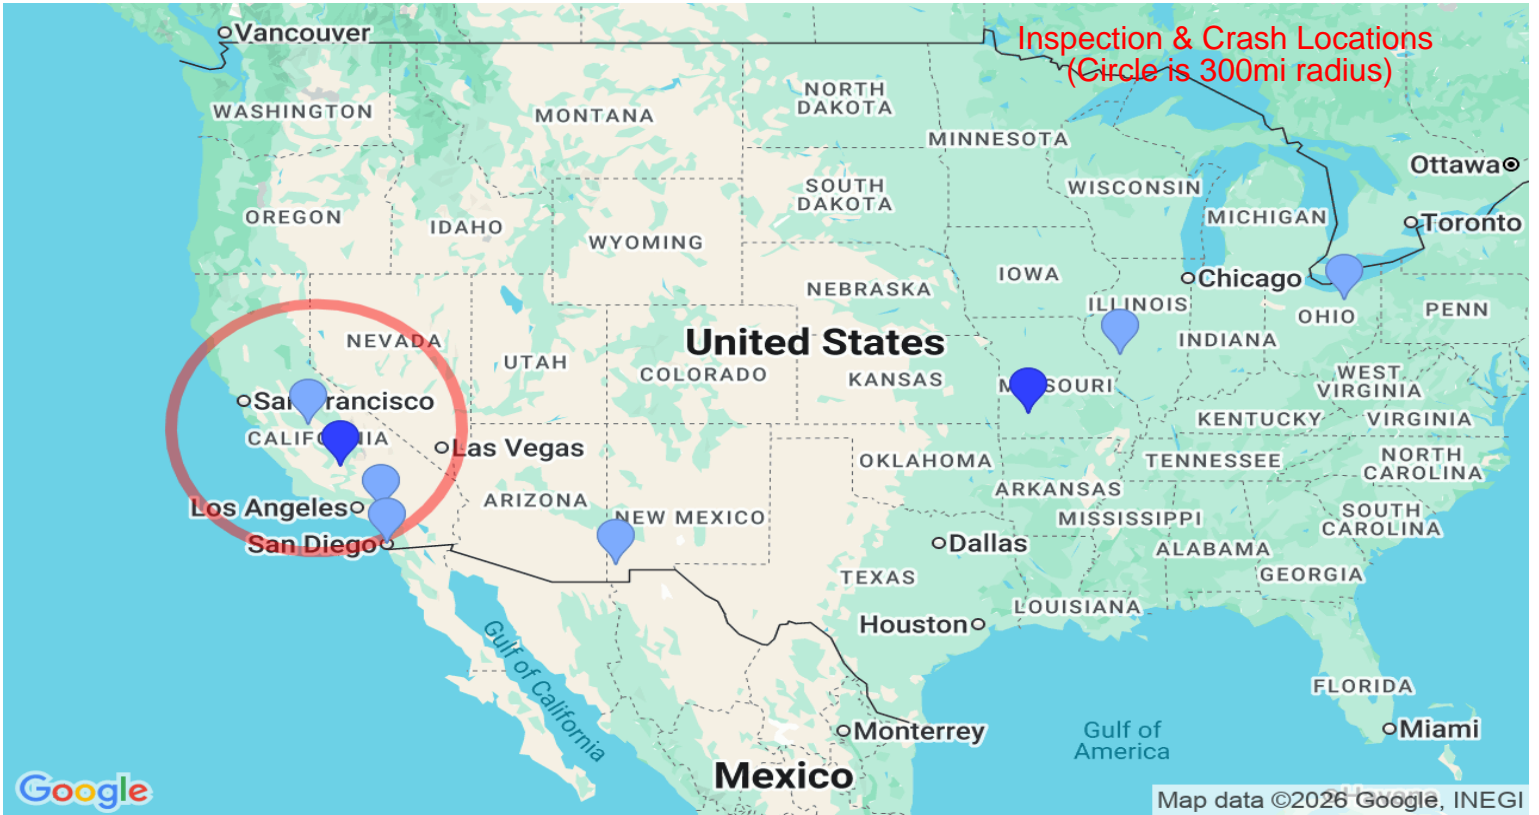 Inspection & Crash Locations
(Circle is 300mi radius)
Vancouver
WASHINGTON
MONTANA
NORTH
DAKOTA
MINNESOTA
Ottawa
SOUTH
DAKOTA
WISCONSIN
MICHIGAN
Toronto
OREGON
IDAHO
WYOMING
IOWA
Chicago
NEBRASKA
ILLINOIS
OHIO
PENN
NEVADA
United States
INDIANA
UTAH
COLORADO
KANSAS
WEST
VIRGINIA
San Francisco
KENTUCKY
VIRGINIA
CALIFORNIA
Las Vegas
OKLAHOMA
TENNESSEE
NORTH
CAROLINA
ARKANSAS
Los Angeles
ARIZONA
NEW MEXICO
MISSISSIPPI
SOUTH
CAROLINA
San Diego
Dallas
ALABAMA
TEXAS
GEORGIA
LOUISIANA
Houston
Gulf of California
FLORIDA
Monterrey
Gulf of
America
Miami
Mexico
Google
Map data ©2026 Google, INEGI